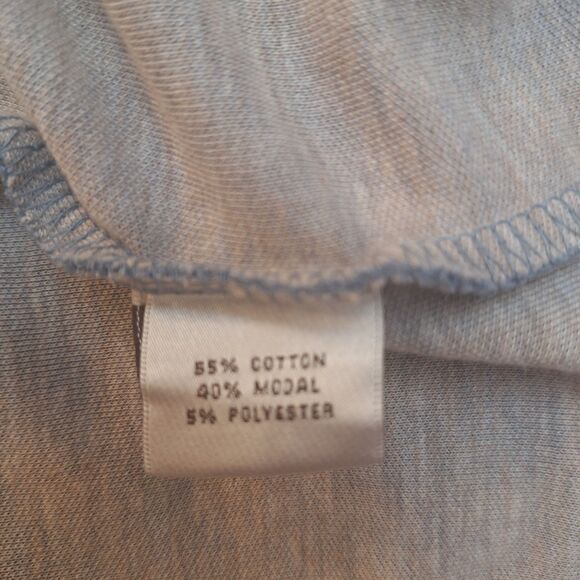 55% COTTON
40% MODAL
5% POLYESTER